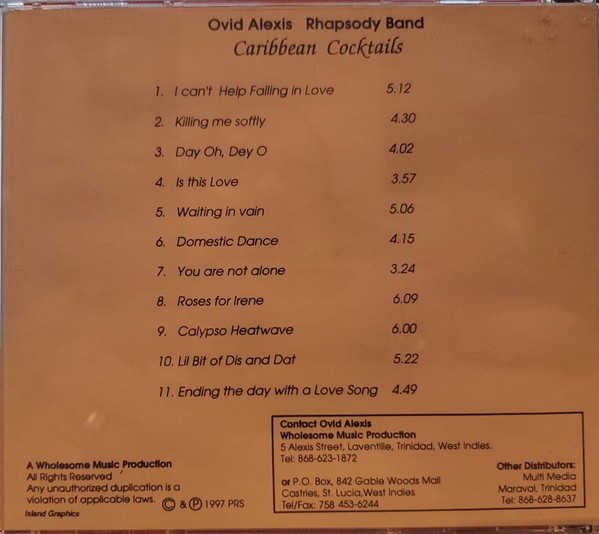 Ovid Alexis Rhapsody Band
Caribbean Cocktails
1. I can't Help Falling in Love 5.12
2. Killing me softly 4.30
3. Day Oh, Dey O 4.02
4. Is this Love 3.57
5. Waiting in vain 5.06
6. Domestic Dance 4.15
7. You are not alone 3.24
8. Roses for Irene 6.09
9. Calypso Heatwave 6.00
10. Lil Bit of Dis and Dat 5.22
11. Ending the day with a Love Song 4.49
A Wholesome Music Production
All Rights Reserved
Any unauthorized duplication is a
violation of applicable laws. © & ℗ 1997 PRS
Island Graphics
Contact Ovid Alexis
Wholesome Music Production
5 Alexis Street, Laventille, Trinidad, West Indies.
Tel: 868-623-1872
or P.O. Box, 842 Gable Woods Mall
Castries, St. Lucia,West Indies
Tel/Fax: 758 453-6244
Other Distributors:
Multi Media
Maraval, Trinidad
Tel: 868-628-8637